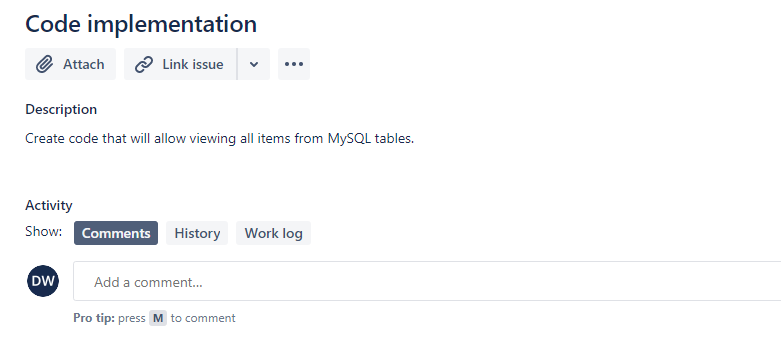 Code implementation
Attach Link issue
Description
Create code that will allow viewing all items from MySQL tables.
Activity
Show: Comments History Work log
DW Add a comment...
Pro tip: press M to comment